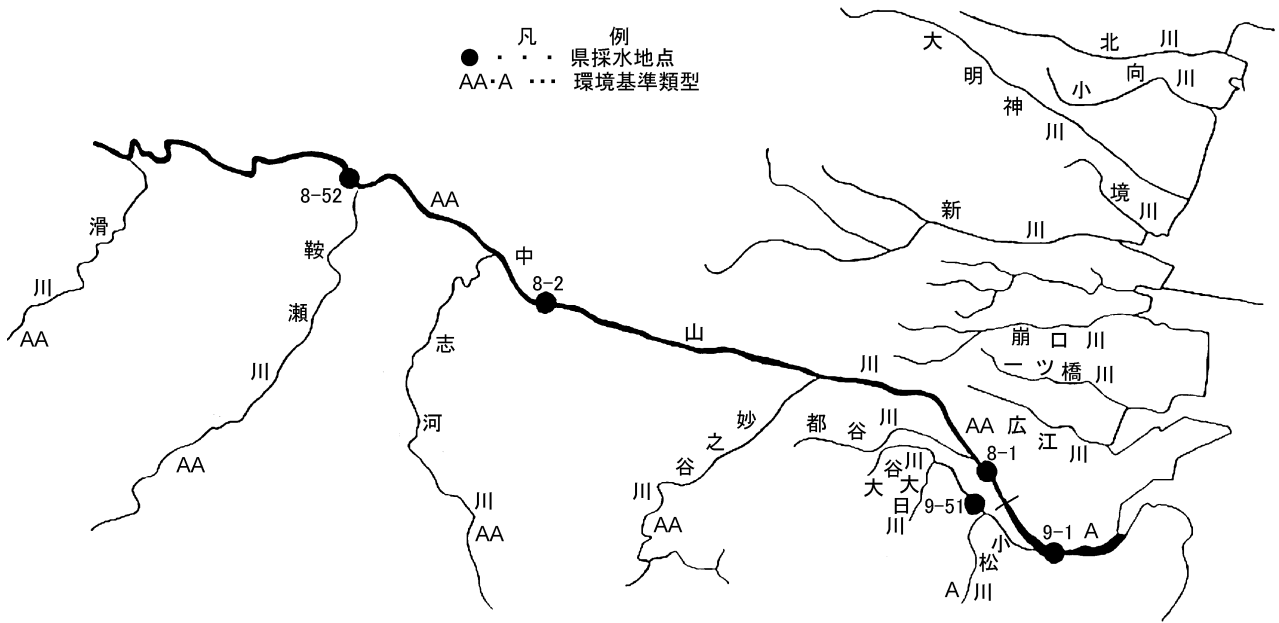 凡 例
●・・・県採水地点
AA・A ・・・ 環境基準類型
北川
小向川
大明神川
境川
新川
崩口川
一ツ橋川
広江川
中山川
AA
AA
A
8-52
8-2
8-1
9-51
9-1
滑川
AA
鞍瀬川
AA
志河川
AA
妙之谷川
AA
都谷川
大谷川
大日川
小松川
A